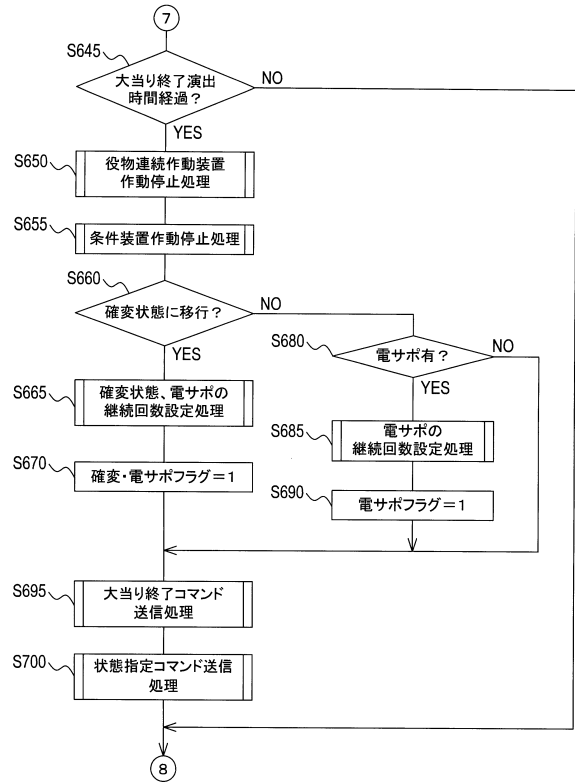 7
S645
大当り終了演出
時間経過？
NO
YES
S650
役物連続作動装置
作動停止処理
S655
条件装置作動停止処理
S660
確変状態に移行？
NO
YES
S680
電サポ有？
NO
YES
S665
確変状態、電サポの
継続回数設定処理
S685
電サポの
継続回数設定処理
S670
確変・電サポフラグ＝1
S690
電サポフラグ＝1
S695
大当り終了コマンド
送信処理
S700
状態指定コマンド送信
処理
8